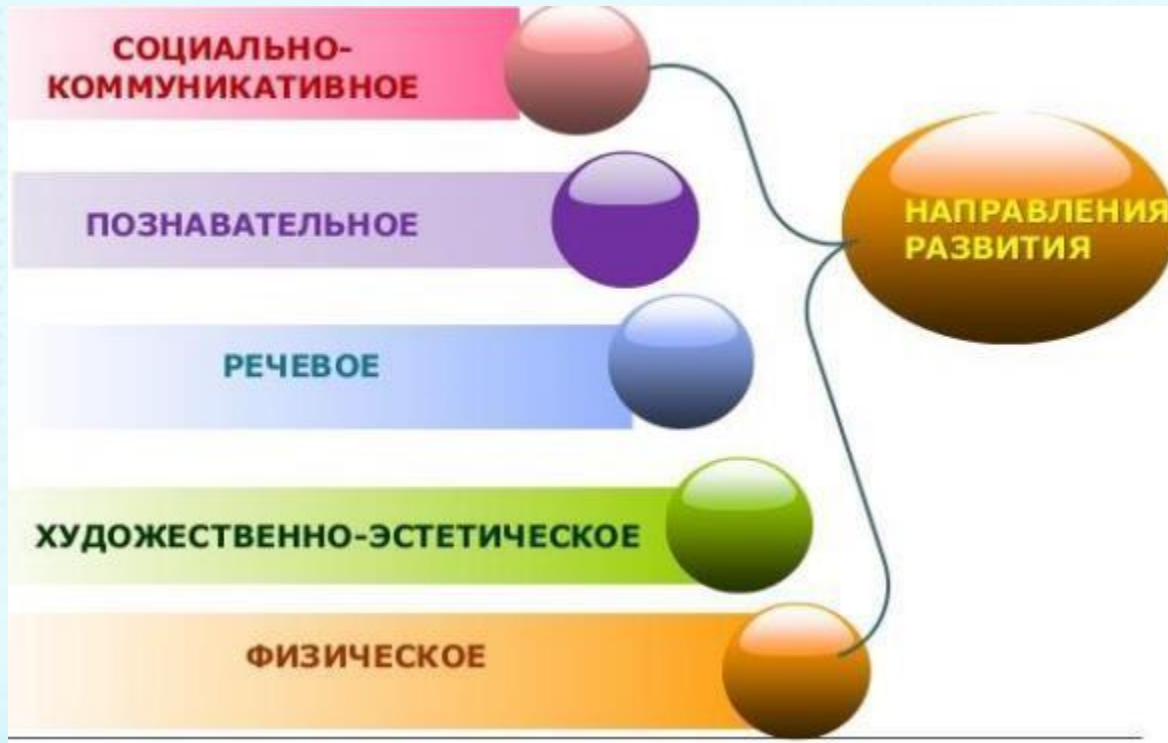 СОЦИАЛЬНО-
КОММУНИКАТИВНОЕ
ПОЗНАВАТЕЛЬНОЕ
РЕЧЕВОЕ
ХУДОЖЕСТВЕННО-ЭСТЕТИЧЕСКОЕ
ФИЗИЧЕСКОЕ
НАПРАВЛЕНИЯ
РАЗВИТИЯ